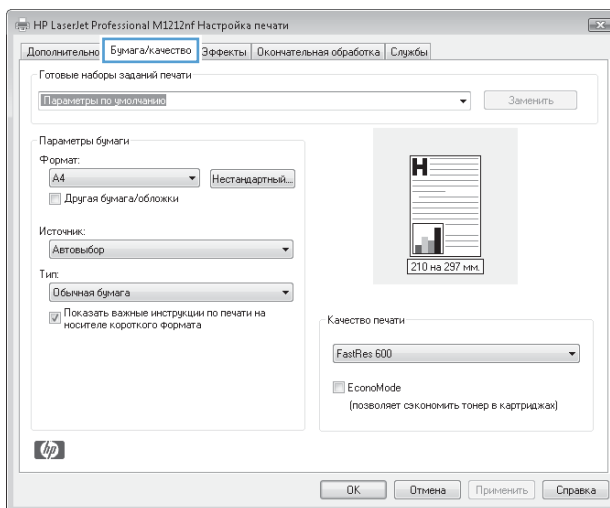 HP LaserJet Professional M1212nf Настройка печати
Дополнительно Бумага/качество Эффекты Окончательная обработка Службы
Готовые наборы заданий печати
Параметры по умолчанию Заменить
Параметры бумаги
Формат:
A4 Нестандартный...
Другая бумага/обложки
Источник:
Автовыбор
Тип:
Обычная бумага
Показать важные инструкции по печати на
носителе короткого формата
H
210 на 297 мм.
Качество печати
FastRes 600
EconoMode
(позволяет сэкономить тонер в картриджах)
hp
OK Отмена Применить Справка